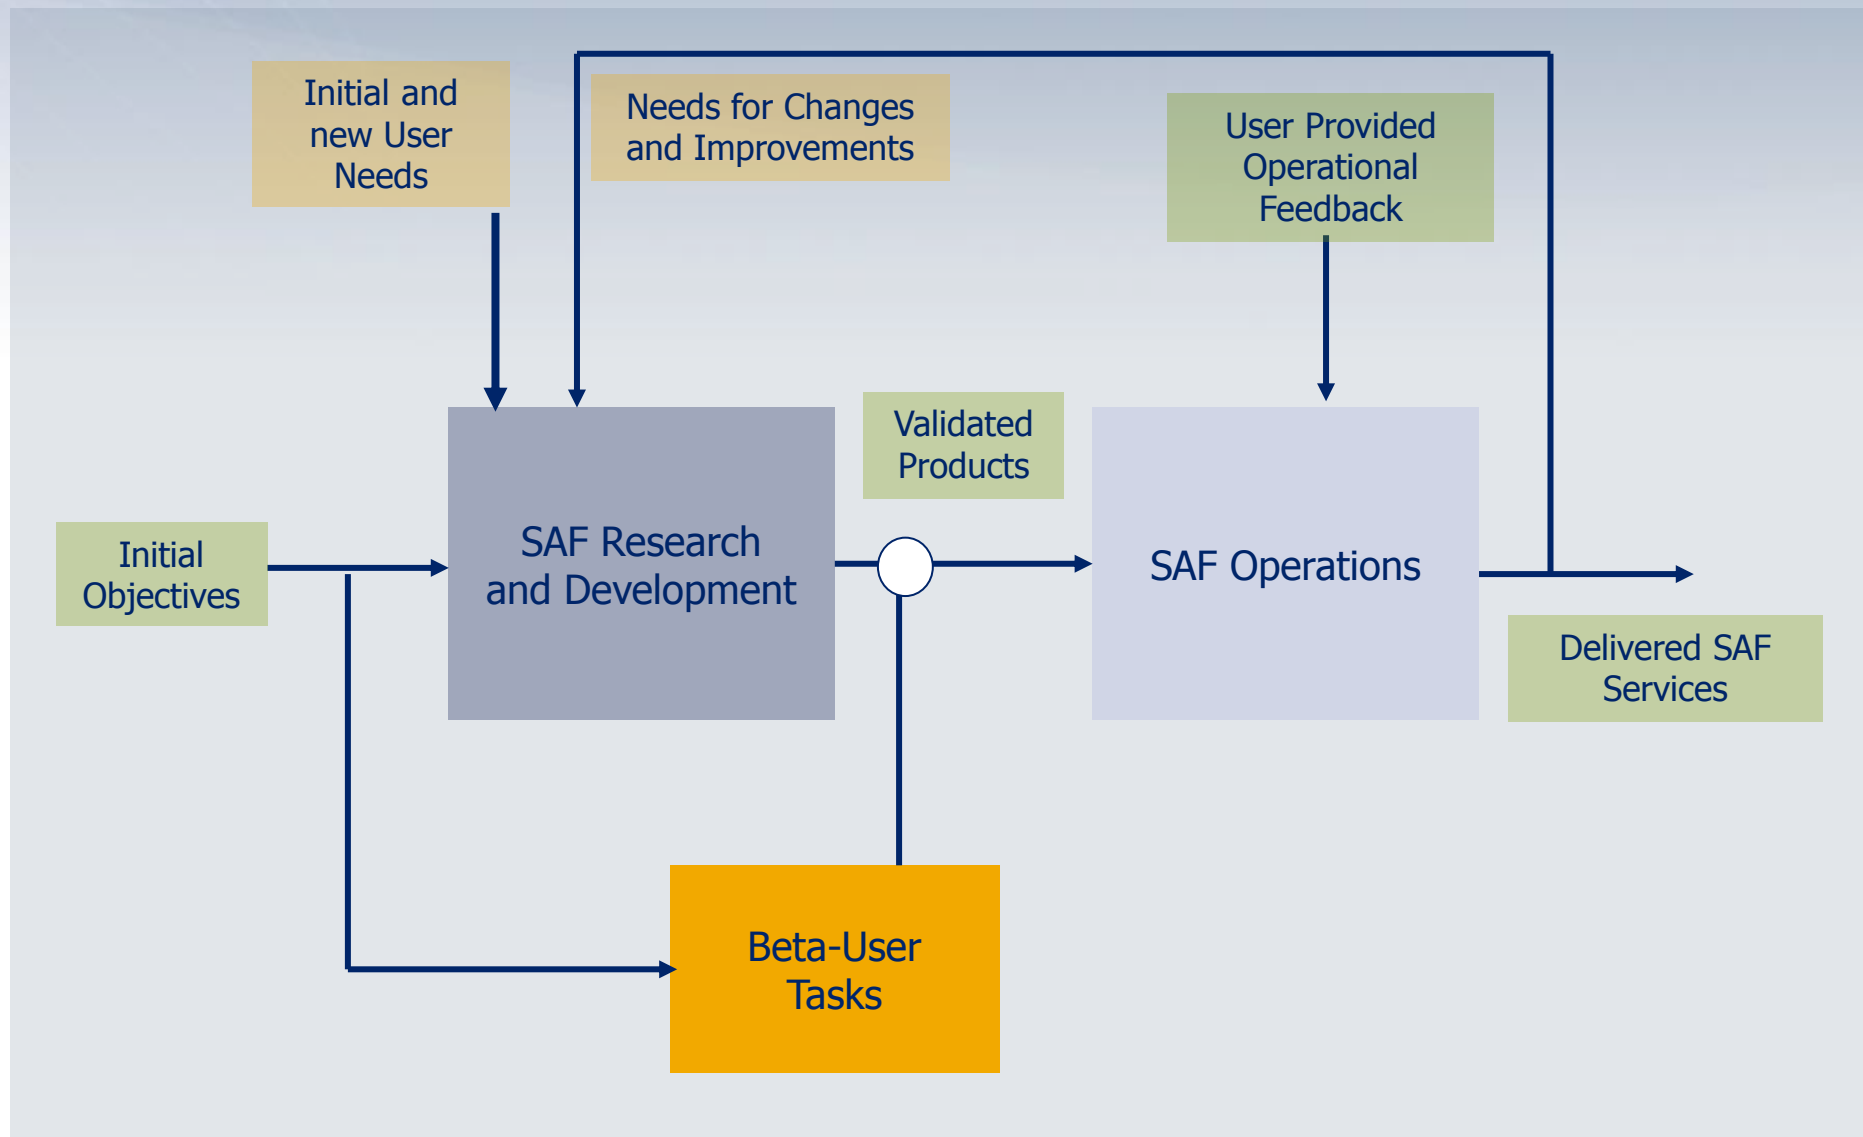 Initial and
new User
Needs
Needs for Changes
and Improvements
User Provided
Operational
Feedback
Validated
Products
Initial
Objectives
SAF Research
and Development
SAF Operations
Delivered SAF
Services
Beta-User
Tasks